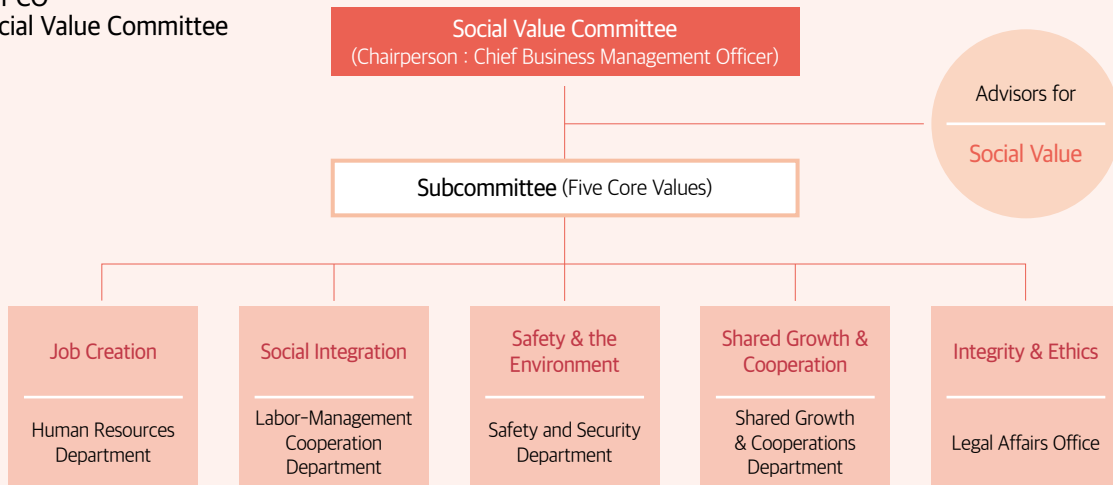 Social Value Committee
Social Value Committee
(Chairperson : Chief Business Management Officer)
Advisors for
Social Value
Subcommittee (Five Core Values)
Job Creation
Human Resources
Department
Social Integration
Labor-Management
Cooperation
Department
Safety & the
Environment
Safety and Security
Department
Shared Growth &
Cooperation
Shared Growth
& Cooperations
Department
Integrity & Ethics
Legal Affairs Office